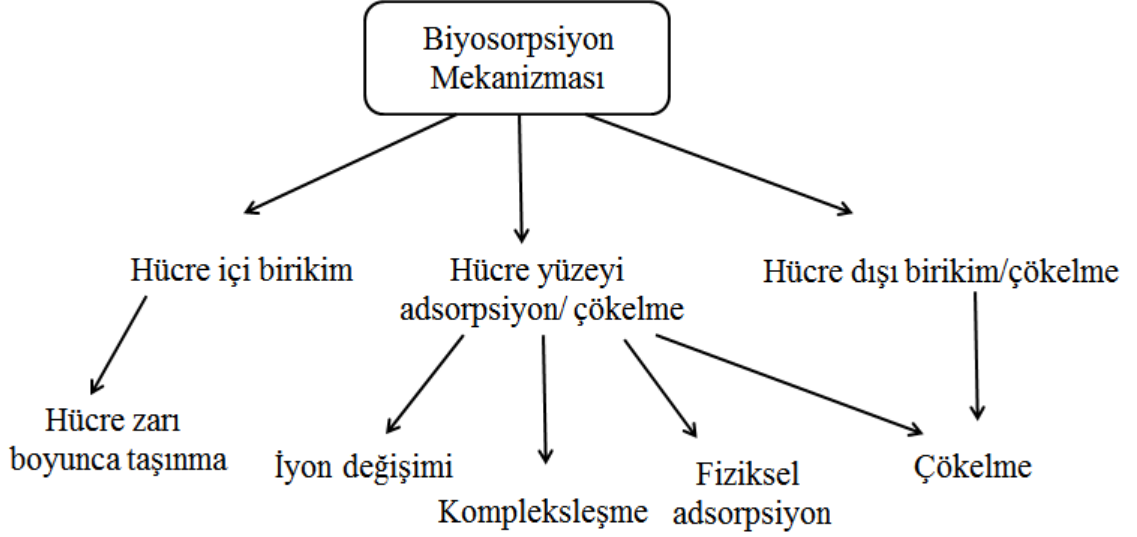 Biyosorpsiyon
Mekanizması
Hücre içi birikim
Hücre yüzeyi
adsorpsiyon/ çökelme
Hücre dışı birikim/çökelme
Hücre zarı
boyunca taşınma
İyon değişimi
Kompleksleşme
Fiziksel
adsorpsiyon
Çökelme